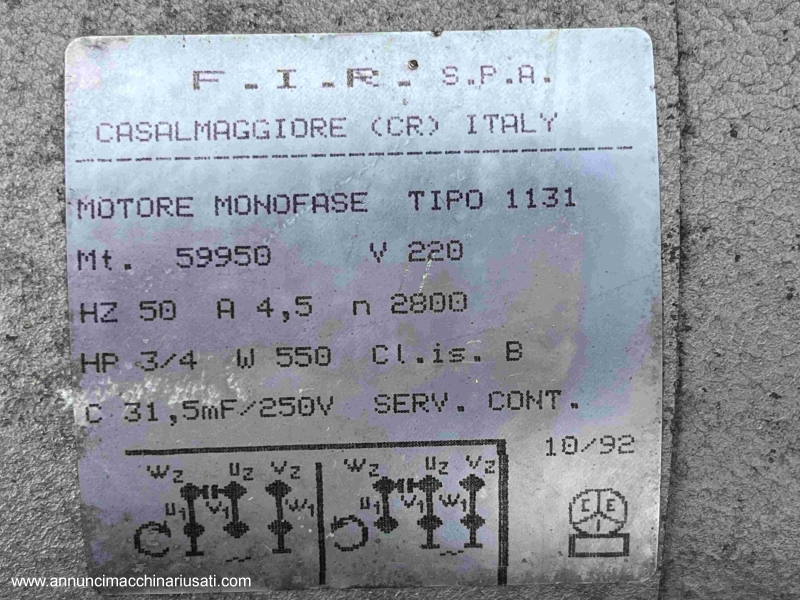 F.I.R. S.P.A.
CASALMAGGIORE (CR) ITALY
MOTORE MONOFASE TIPO 1131
Mt. 59950 V 220
HZ 50 A 4,5 n 2800
HP 3/4 W 550 Cl.is. B
C 31,5mF/250V SERV. CONT.
10/92
W2 U2 V2 W2 U2 V2
U1 V1 W1 U1 V1 W1
C E I
www.annuncimacchinariusati.com